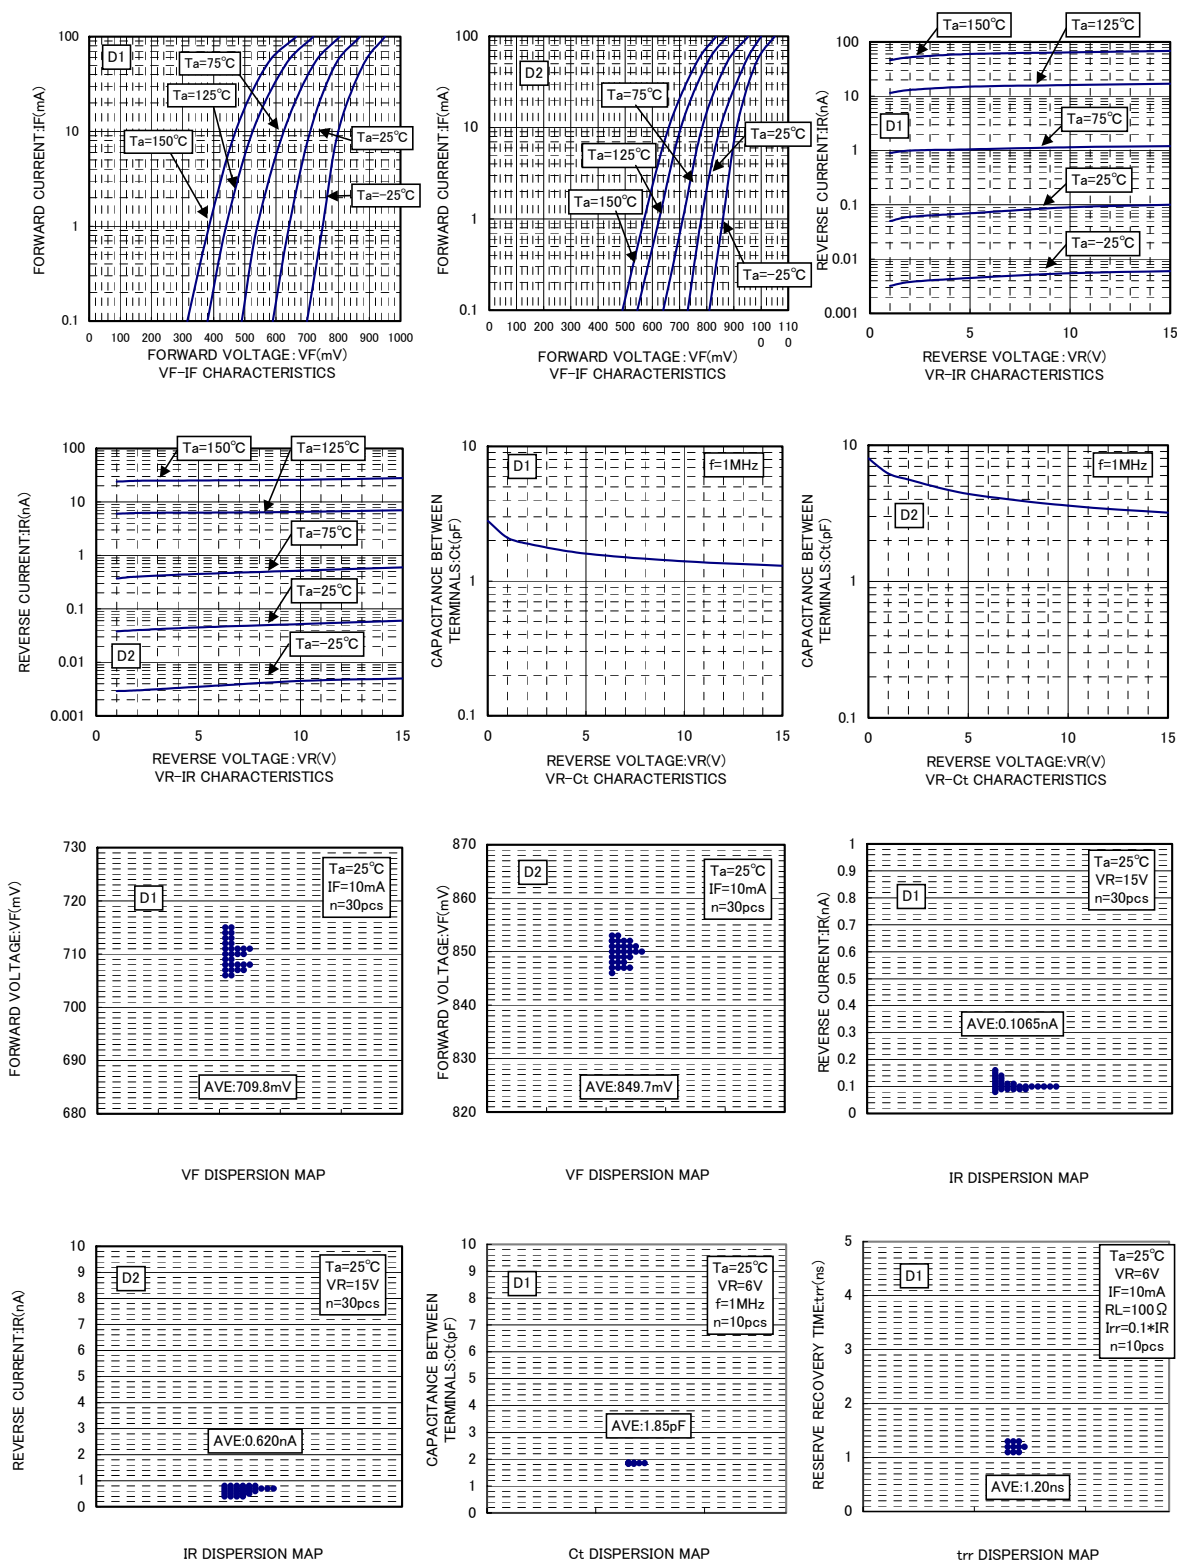 100
10
1
0.1
FORWARD CURRENT:IF(mA)
D1
Ta=75℃
Ta=125℃
Ta=150℃
Ta=25℃
Ta=-25℃
0 100 200 300 400 500 600 700 800 900 1000
FORWARD VOLTAGE:VF(mV)
VF-IF CHARACTERISTICS
100
10
1
0.1
FORWARD CURRENT:IF(mA)
D2
Ta=75℃
Ta=25℃
Ta=125℃
Ta=150℃
Ta=-25℃
0 100 200 300 400 500 600 700 800 900 100 110
0 0
FORWARD VOLTAGE:VF(mV)
VF-IF CHARACTERISTICS
Ta=150℃
Ta=125℃
100
10
1
0.1
0.01
0.001
REVERSE CURRENT:IR(nA)
D1
Ta=75℃
Ta=25℃
Ta=-25℃
0 5 10 15
REVERSE VOLTAGE:VR(V)
VR-IR CHARACTERISTICS
Ta=150℃
Ta=125℃
100
10
1
0.1
0.01
0.001
REVERSE CURRENT:IR(nA)
Ta=75℃
Ta=25℃
Ta=-25℃
D2
0 5 10 15
REVERSE VOLTAGE:VR(V)
VR-IR CHARACTERISTICS
10
1
0.1
CAPACITANCE BETWEEN
TERMINALS:Ct(pF)
D1
f=1MHz
0 5 10 15
REVERSE VOLTAGE:VR(V)
VR-Ct CHARACTERISTICS
10
1
0.1
CAPACITANCE BETWEEN
TERMINALS:Ct(pF)
f=1MHz
D2
0 5 10 15
REVERSE VOLTAGE:VR(V)
VR-Ct CHARACTERISTICS
730
720
710
700
690
680
FORWARD VOLTAGE:VF(mV)
D1
Ta=25℃
IF=10mA
n=30pcs
AVE:709.8mV
VF DISPERSION MAP
870
860
850
840
830
820
FORWARD VOLTAGE:VF(mV)
D2
Ta=25℃
IF=10mA
n=30pcs
AVE:849.7mV
VF DISPERSION MAP
1
0.9
0.8
0.7
0.6
0.5
0.4
0.3
0.2
0.1
0
REVERSE CURRENT:IR(nA)
D1
Ta=25℃
VR=15V
n=30pcs
AVE:0.1065nA
IR DISPERSION MAP
10
9
8
7
6
5
4
3
2
1
0
REVERSE CURRENT:IR(nA)
D2
Ta=25℃
VR=15V
n=30pcs
AVE:0.620nA
IR DISPERSION MAP
10
9
8
7
6
5
4
3
2
1
0
CAPACITANCE BETWEEN
TERMINALS:Ct(pF)
D1
Ta=25℃
VR=6V
f=1MHz
n=10pcs
AVE:1.85pF
Ct DISPERSION MAP
5
4
3
2
1
0
RESERVE RECOVERY TIME:trr(ns)
D1
Ta=25℃
VR=6V
IF=10mA
RL=100Ω
Irr=0.1*IR
n=10pcs
AVE:1.20ns
trr DISPERSION MAP